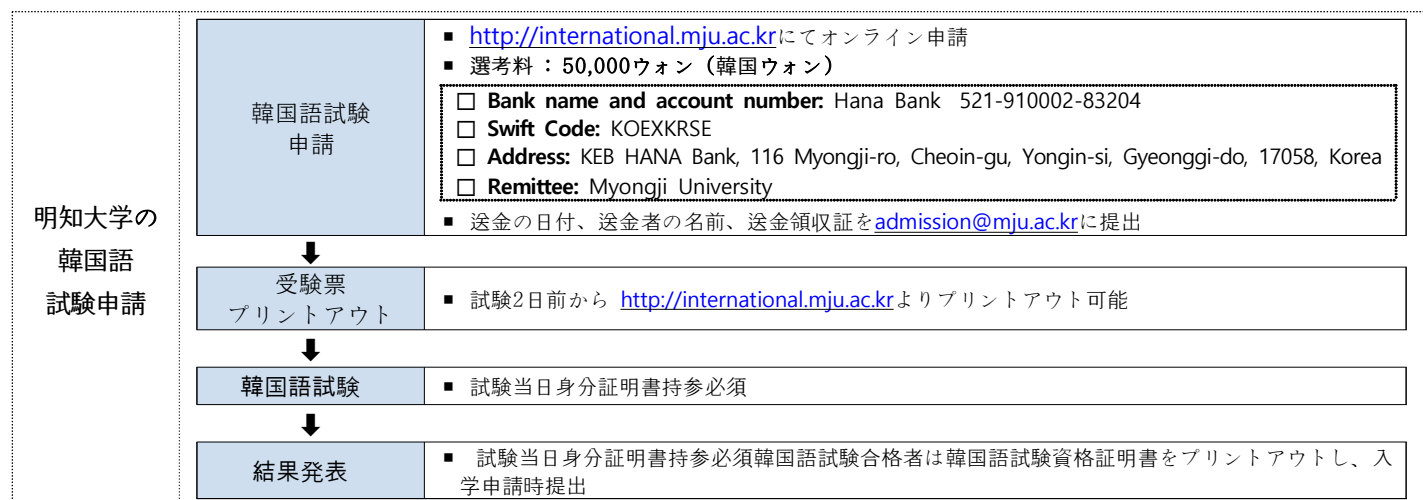 明知大学の
韓国語
試験申請
韓国語試験
申請
■ http://international.mju.ac.krにてオンライン申請
■ 選考料：50,000ウォン（韓国ウォン）
□ Bank name and account number: Hana Bank 521-910002-83204
□ Swift Code: KOEXKRSE
□ Address: KEB HANA Bank, 116 Myongji-ro, Cheoin-gu, Yongin-si, Gyeonggi-do, 17058, Korea
□ Remittee: Myongji University
■ 送金の日付、送金者の名前、送金領収証をadmission@mju.ac.krに提出
受験票
プリントアウト
■ 試験2日前から http://international.mju.ac.krよりプリントアウト可能
韓国語試験
■ 試験当日身分証明書持参必須
結果発表
■ 試験当日身分証明書持参必須韓国語試験合格者は韓国語試験資格証明書をプリントアウトし、入
学申請時提出